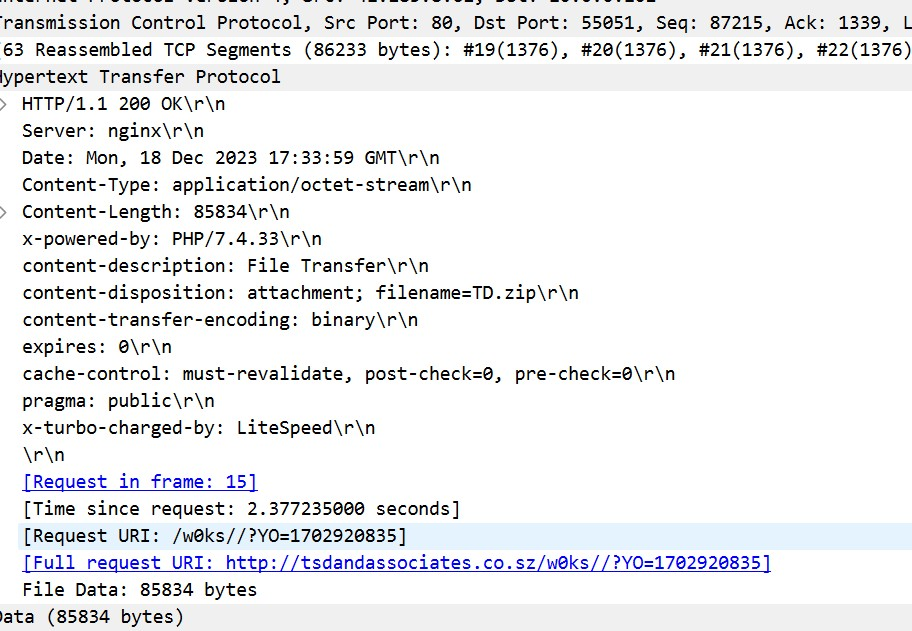 Transmission Control Protocol, Src Port: 80, Dst Port: 55051, Seq: 87215, Ack: 1339, L
[63 Reassembled TCP Segments (86233 bytes): #19(1376), #20(1376), #21(1376), #22(1376)
Hypertext Transfer Protocol
HTTP/1.1 200 OK\r\n
Server: nginx\r\n
Date: Mon, 18 Dec 2023 17:33:59 GMT\r\n
Content-Type: application/octet-stream\r\n
Content-Length: 85834\r\n
x-powered-by: PHP/7.4.33\r\n
content-description: File Transfer\r\n
content-disposition: attachment; filename=TD.zip\r\n
content-transfer-encoding: binary\r\n
expires: 0\r\n
cache-control: must-revalidate, post-check=0, pre-check=0\r\n
pragma: public\r\n
x-turbo-charged-by: LiteSpeed\r\n
\r\n
[Request in frame: 15]
[Time since request: 2.377235000 seconds]
[Request URI: /w0ks//?YO=1702920835]
[Full request URI: http://tsdandassociates.co.sz/w0ks//?YO=1702920835]
File Data: 85834 bytes
Data (85834 bytes)